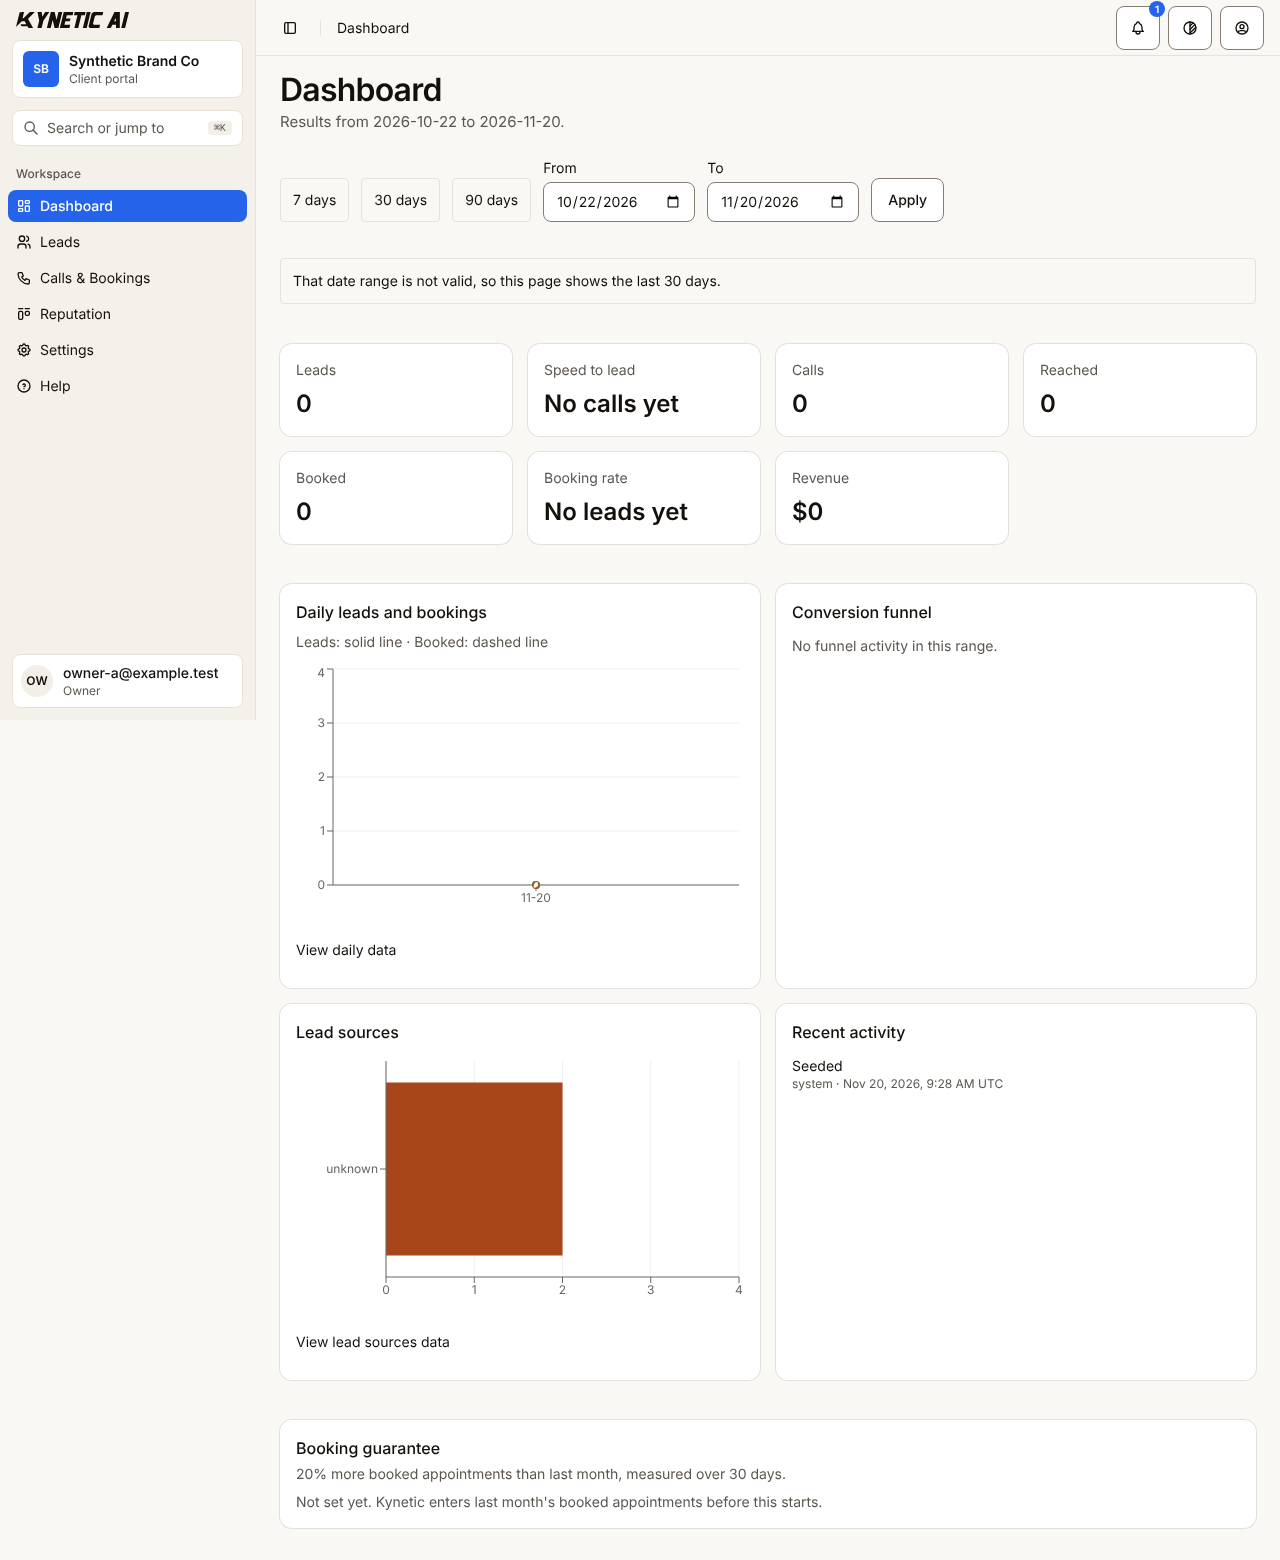 KYNETIC AI
SB
Synthetic Brand Co
Client portal
Search or jump to
⌘K
Workspace
Dashboard
Leads
Calls & Bookings
Reputation
Settings
Help
OW
owner-a@example.test
Owner
Dashboard
1
Dashboard
Results from 2026-10-22 to 2026-11-20.
7 days
30 days
90 days
From
10/22/2026
To
11/20/2026
Apply
That date range is not valid, so this page shows the last 30 days.
Leads
0
Speed to lead
No calls yet
Calls
0
Reached
0
Booked
0
Booking rate
No leads yet
Revenue
$0
Daily leads and bookings
Leads: solid line · Booked: dashed line
4
3
2
1
0
11-20
View daily data
Conversion funnel
No funnel activity in this range.
Lead sources
unknown
0 1 2 3 4
View lead sources data
Recent activity
Seeded
system · Nov 20, 2026, 9:28 AM UTC
Booking guarantee
20% more booked appointments than last month, measured over 30 days.
Not set yet. Kynetic enters last month's booked appointments before this starts.